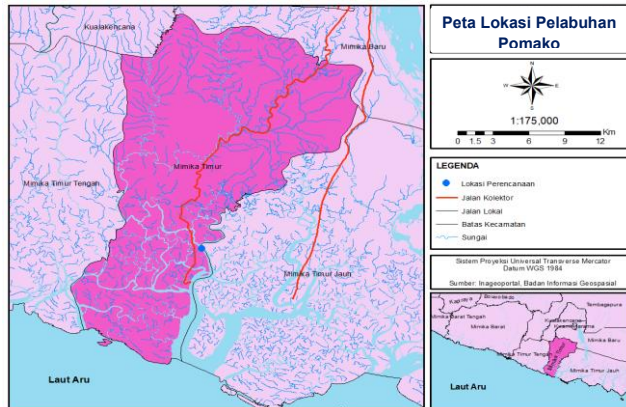 Kualakencana
Mimika Baru
Mimika Timur
Mimika Timur Tengah
Mimika Timur Jauh
Laut Aru
Peta Lokasi Pelabuhan
Pomako
N
W
E
S
1:175,000
0 1.5 3 6 9 12
Km
LEGENDA
Lokasi Perencanaan
Jalan Kolektor
Jalan Lokal
Batas Kecamatan
Sungai
Sistem Proyeksi Universal Transverse Mercator
Datum WGS 1984
Sumber: Inageoportal, Badan Informasi Geospasial
Tembagapura
Mimika Barat Tengah
Mimika Barat
Mimika Baru
Mimika Timur Tengah
Mimika Timur
Mimika Timur Jauh
Laut Aru